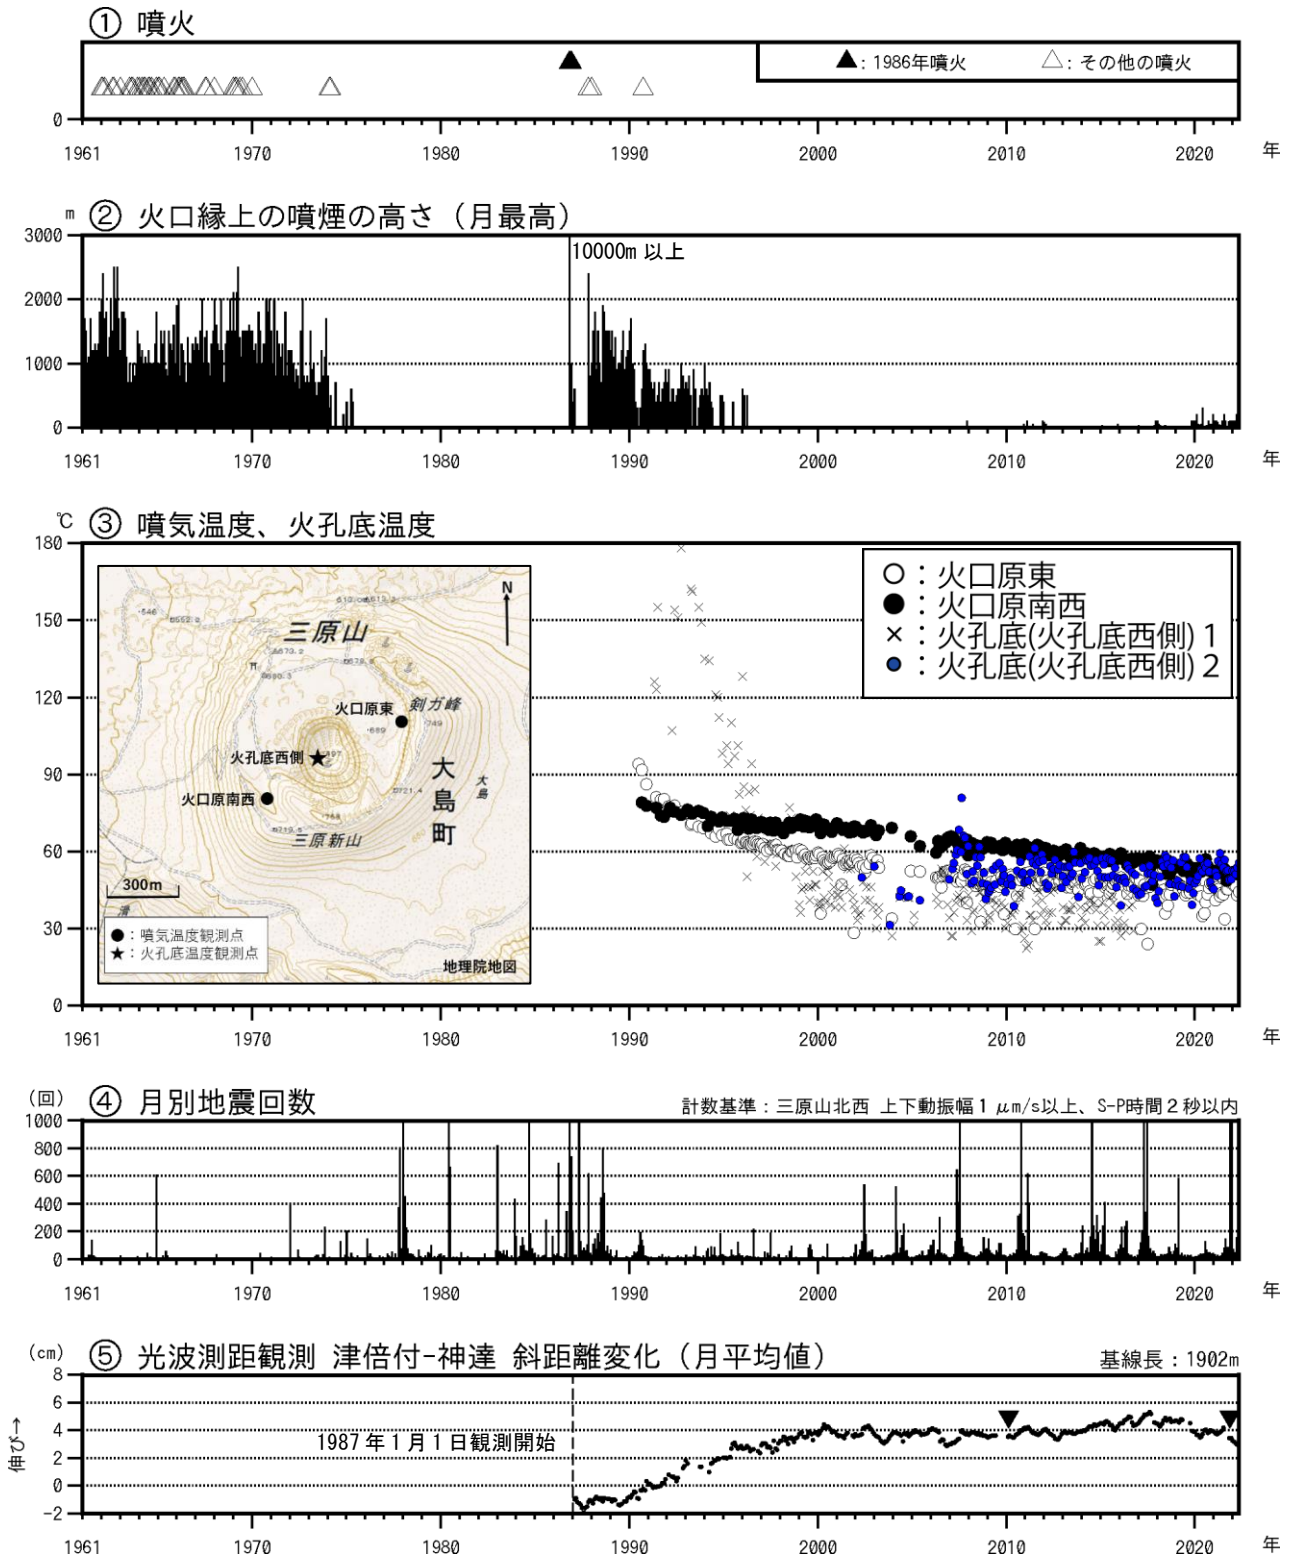 ① 噴火
▲: 1986年噴火 △: その他の噴火
0
1961 1970 1980 1990 2000 2010 2020 年
m ② 火口縁上の噴煙の高さ（月最高）
3000
10000m 以上
2000
1000
0
1961 1970 1980 1990 2000 2010 2020 年
℃ ③ 噴気温度、火孔底温度
180
150
120
90
60
30
0
○：火口原東
●：火口原南西
×：火孔底(火孔底西側)１
●：火孔底(火孔底西側)２
N
三原山
火口原東
剣ガ峰
火孔底西側
大島町
大島
火口原南西
三原新山
300m
●：噴気温度観測点
★：火孔底温度観測点
地理院地図
1961 1970 1980 1990 2000 2010 2020 年
(回) ④ 月別地震回数
計数基準：三原山北西 上下動振幅１μm/s以上、S-P時間２秒以内
1000
800
600
400
200
0
1961 1970 1980 1990 2000 2010 2020 年
(cm) ⑤ 光波測距観測 津倍付-神達 斜距離変化（月平均値）
基線長：1902m
8
6
4
2
0
-2
伸び→
1987年１月１日観測開始
1961 1970 1980 1990 2000 2010 2020 年